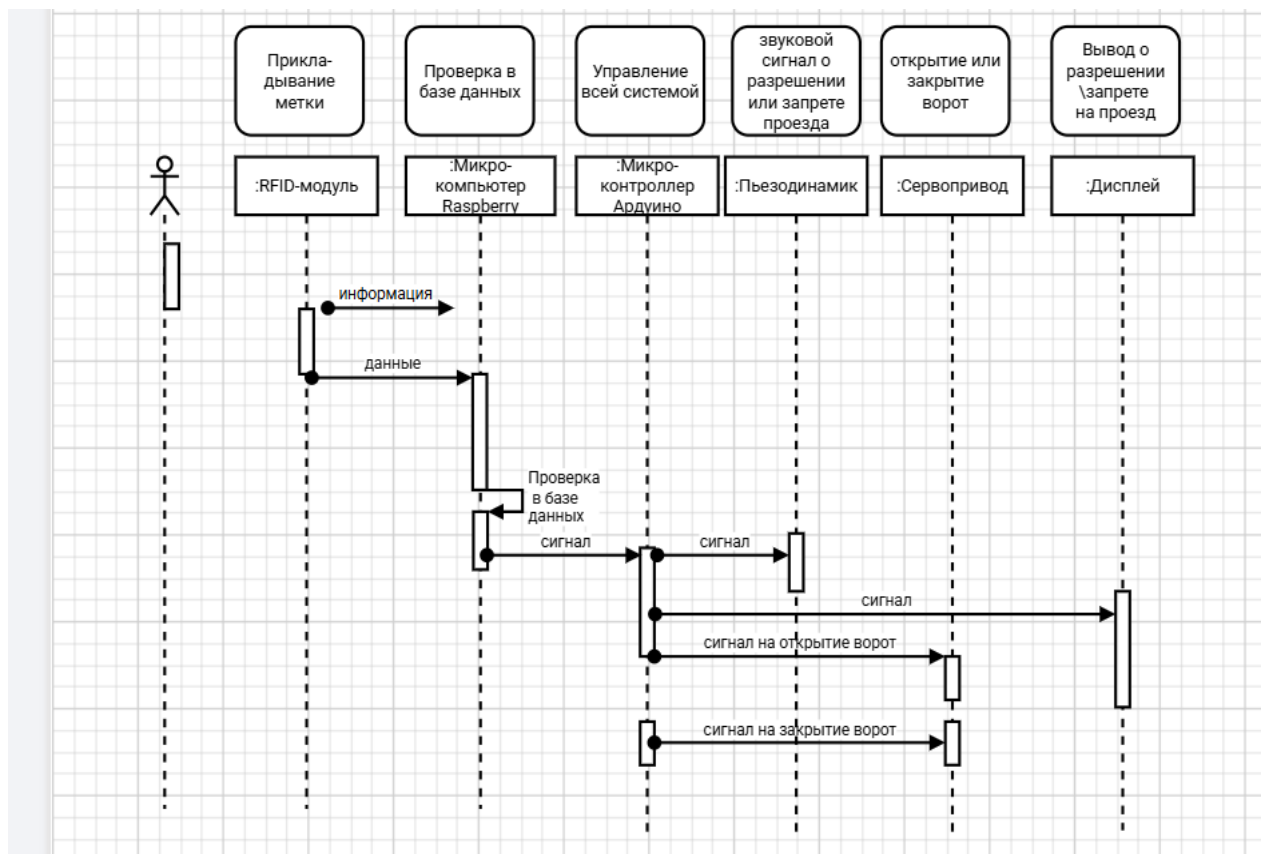 Прикла-
дывание
метки
Проверка в
базе данных
Управление
всей системой
звуковой
сигнал о
разрешении
или запрете
проезда
открытие или
закрытие
ворот
Вывод о
разрешении
\запрете
на проезд
:RFID-модуль
:Микро-
компьютер
Raspberry
:Микро-
контроллер
Ардуино
:Пьезодинамик
:Сервопривод
:Дисплей
информация
данные
Проверка
в базе
данных
сигнал
сигнал
сигнал
сигнал на открытие ворот
сигнал на закрытие ворот